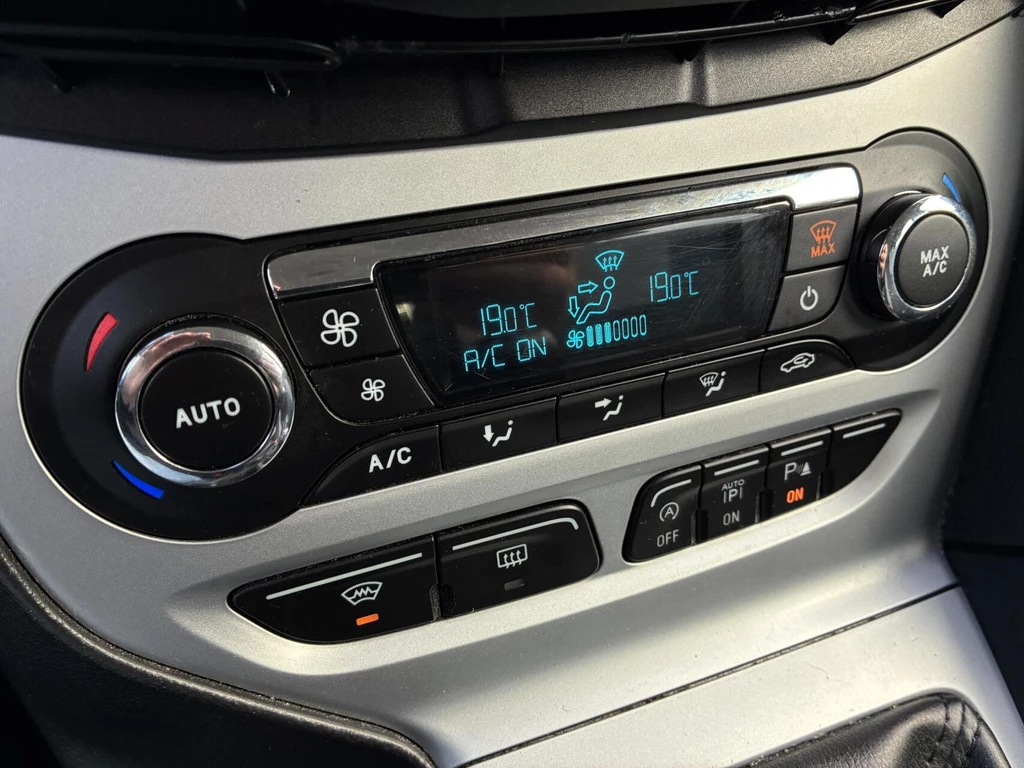 19.0°C
19.0°C
A/C ON
MAX
MAX
A/C
AUTO
A/C
A
OFF
AUTO
P
ON
P
ON